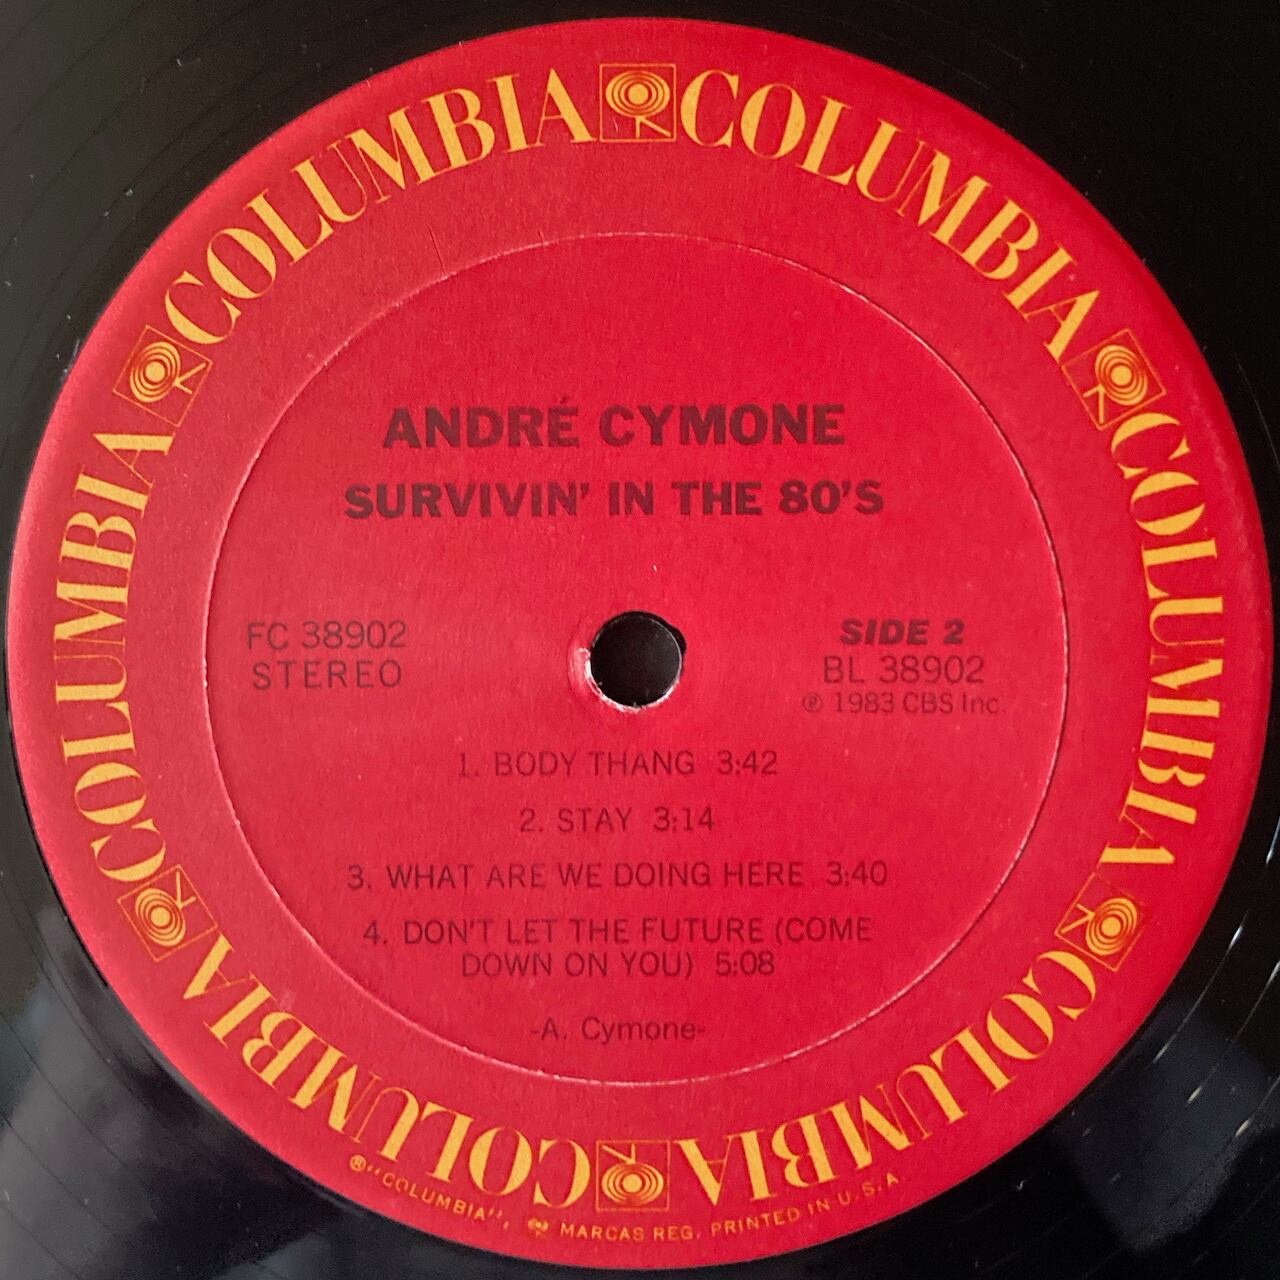 COLUMBIA COLUMBIA COLUMBIA COLUMBIA COLUMBIA COLUMBIA
ANDRÉ CYMONE
SURVIVIN' IN THE 80'S
FC 38902
STEREO
SIDE 2
BL 38902
℗ 1983 CBS Inc.
1. BODY THANG 3:42
2. STAY 3:14
3. WHAT ARE WE DOING HERE 3:40
4. DON'T LET THE FUTURE (COME
DOWN ON YOU) 5:08
-A. Cymone-
®"COLUMBIA", MARCAS REG. PRINTED IN U.S.A